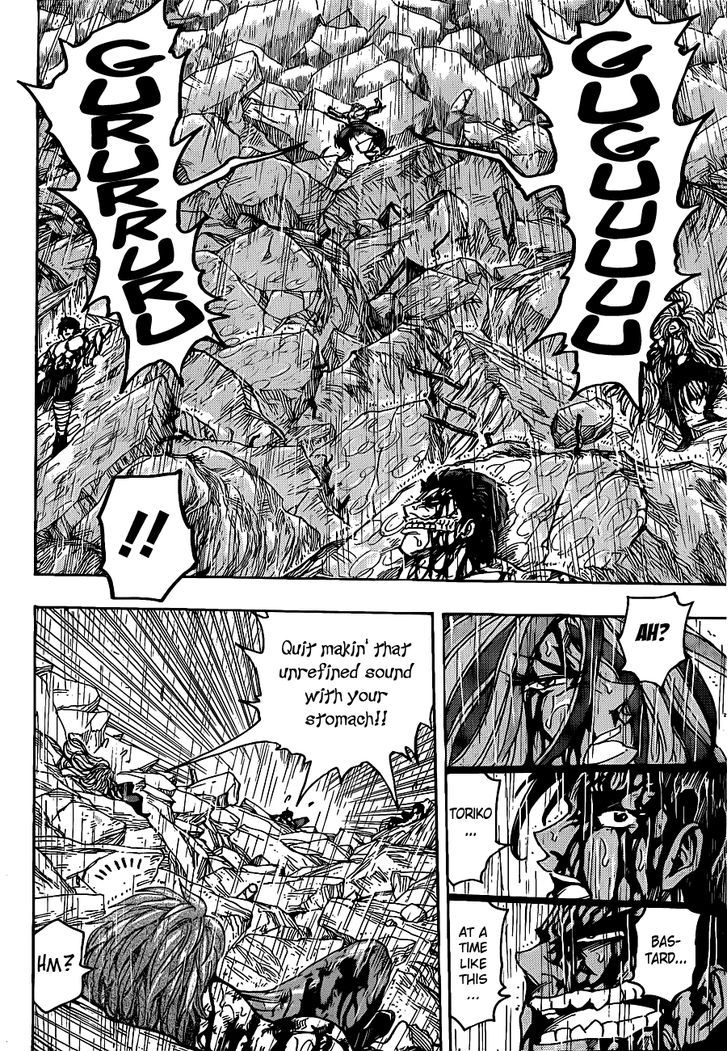 GUGUUUUU
GURURRURU
!!
AH?
TORIKO
...
BAS-
TARD...
AT A
TIME
LIKE
THIS
...
Quit makin' that
unrefined sound
with your
stomach!!
HM?